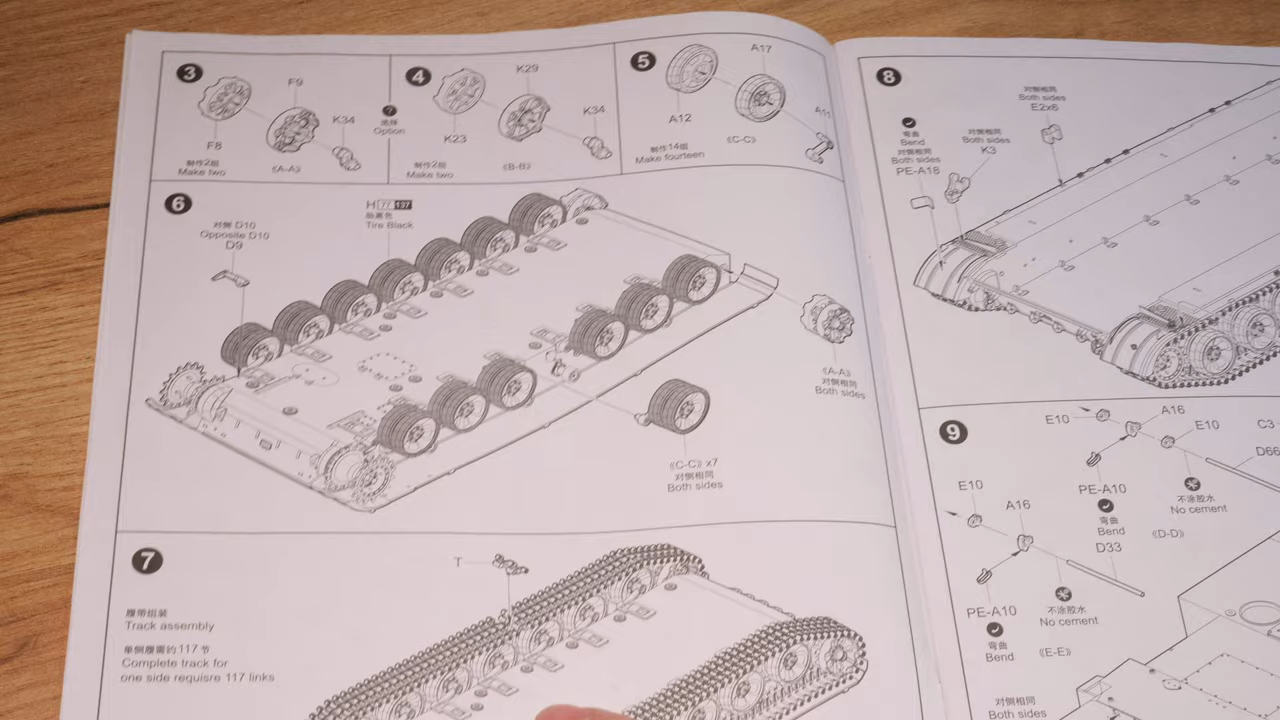 3
F9
F8
K34
制作2组
Make two
《A-A》
?
选择
Option
4
K29
K23
K34
制作2组
Make two
《B-B》
5
A17
A12
A11
制作14组
Make fourteen
《C-C》
6
对侧 D10
Opposite D10
D9
H 77 137
胎黑色
Tire Black
《A-A》
对侧相同
Both sides
《C-C》 x7
对侧相同
Both sides
7
T
履带组装
Track assembly
单侧履需约 117 节
Complete track for
one side requisre 117 links
8
对侧相同
Both sides
E2x6
弯曲
Bend
对侧相同
Both sides
PE-A18
对侧相同
Both sides
K3
9
E10
A16
E10
C3
D66
PE-A10
弯曲
Bend
不涂胶水
No cement
《D-D》
E10
A16
D33
PE-A10
弯曲
Bend
不涂胶水
No cement
《E-E》
对侧相同
Both sides